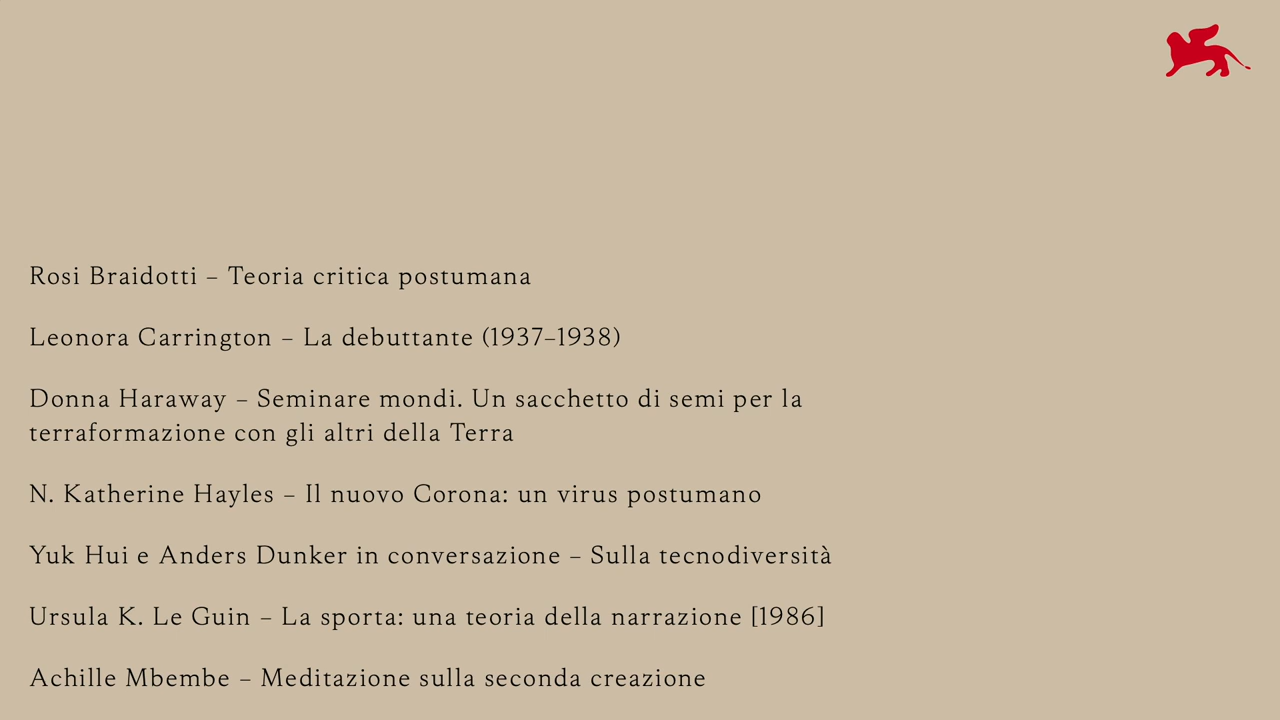 Rosi Braidotti – Teoria critica postumana
Leonora Carrington – La debuttante (1937–1938)
Donna Haraway – Seminare mondi. Un sacchetto di semi per la
terraformazione con gli altri della Terra
N. Katherine Hayles – Il nuovo Corona: un virus postumano
Yuk Hui e Anders Dunker in conversazione – Sulla tecnodiversità
Ursula K. Le Guin – La sporta: una teoria della narrazione [1986]
Achille Mbembe – Meditazione sulla seconda creazione